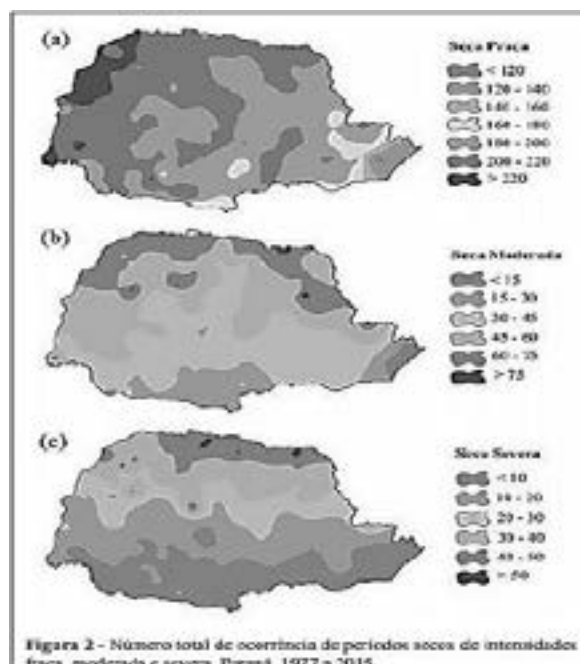 (a)
Seca Fraca
< 120
120 - 140
140 - 160
160 - 180
180 - 200
200 - 220
> 220
(b)
Seca Moderada
< 15
15 - 30
30 - 45
45 - 60
60 - 75
> 75
(c)
Seca Severa
< 10
10 - 20
20 - 30
30 - 40
40 - 50
> 50
Figura 2 - Número total de ocorrência de períodos secos de intensidades
fraca, moderada e severa. Paraná, 1977 a 2015